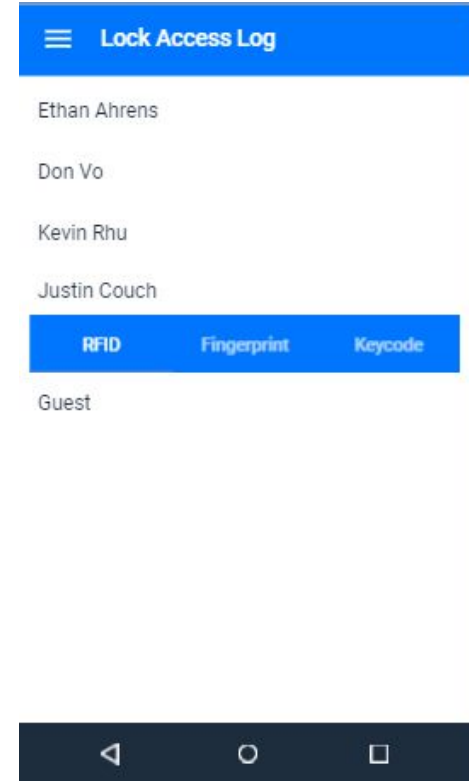 Lock Access Log
Ethan Ahrens
Don Vo
Kevin Rhu
Justin Couch
RFID Fingerprint Keycode
Guest